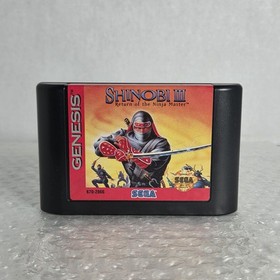 GENESIS
SHINOBI III
Return of the Ninja Master
SEGA